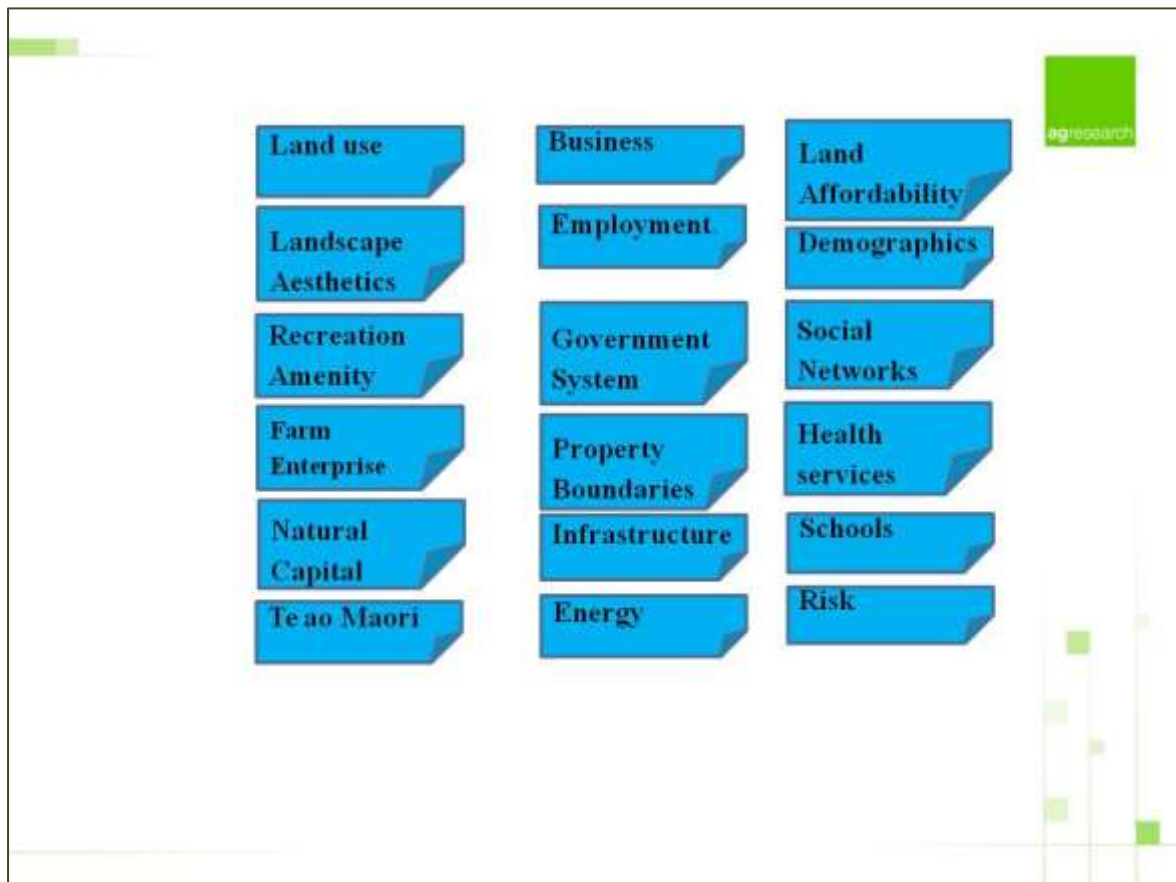 agresearch
Land use
Landscape
Aesthetics
Recreation
Amenity
Farm
Enterprise
Natural
Capital
Te ao Maori
Business
Employment
Government
System
Property
Boundaries
Infrastructure
Energy
Land
Affordability
Demographics
Social
Networks
Health
services
Schools
Risk